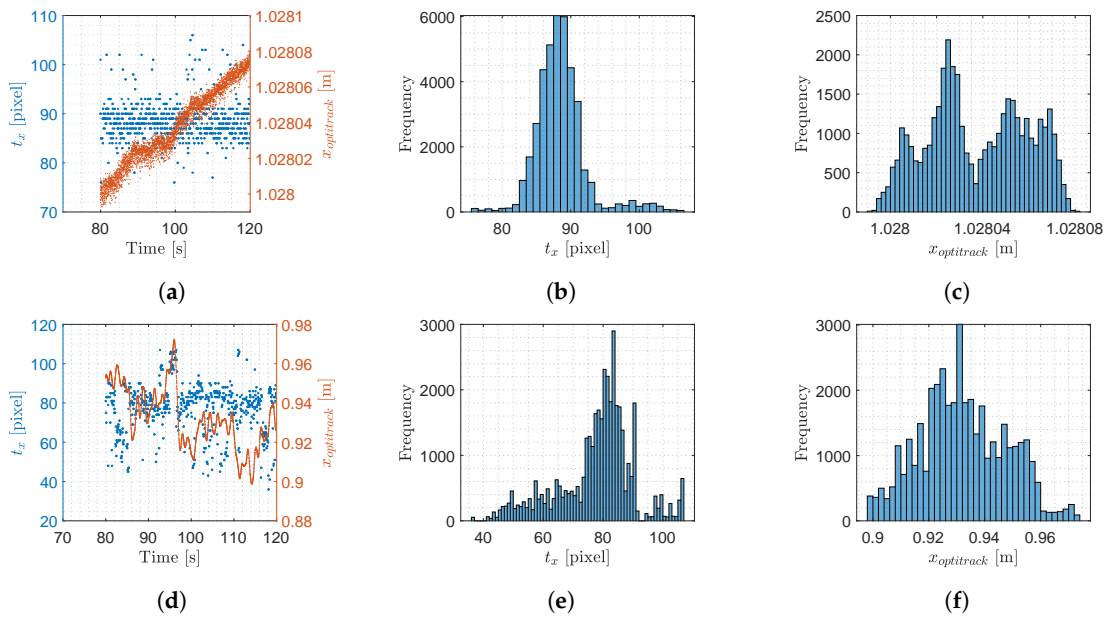 110
100
90
80
70
t_x [pixel]
80 100 120
Time [s]
1.0281
1.02808
1.02806
1.02804
1.02802
1.028
x_optitrack [m]
(a)
6000
4000
2000
0
Frequency
80 90 100
t_x [pixel]
(b)
2500
2000
1500
1000
500
0
Frequency
1.028 1.02804 1.02808
x_optitrack [m]
(c)
120
100
80
60
40
20
t_x [pixel]
70 80 90 100 110 120
Time [s]
0.98
0.96
0.94
0.92
0.9
0.88
x_optitrack [m]
(d)
3000
2000
1000
0
Frequency
40 60 80 100
t_x [pixel]
(e)
3000
2000
1000
0
Frequency
0.9 0.92 0.94 0.96
x_optitrack [m]
(f)